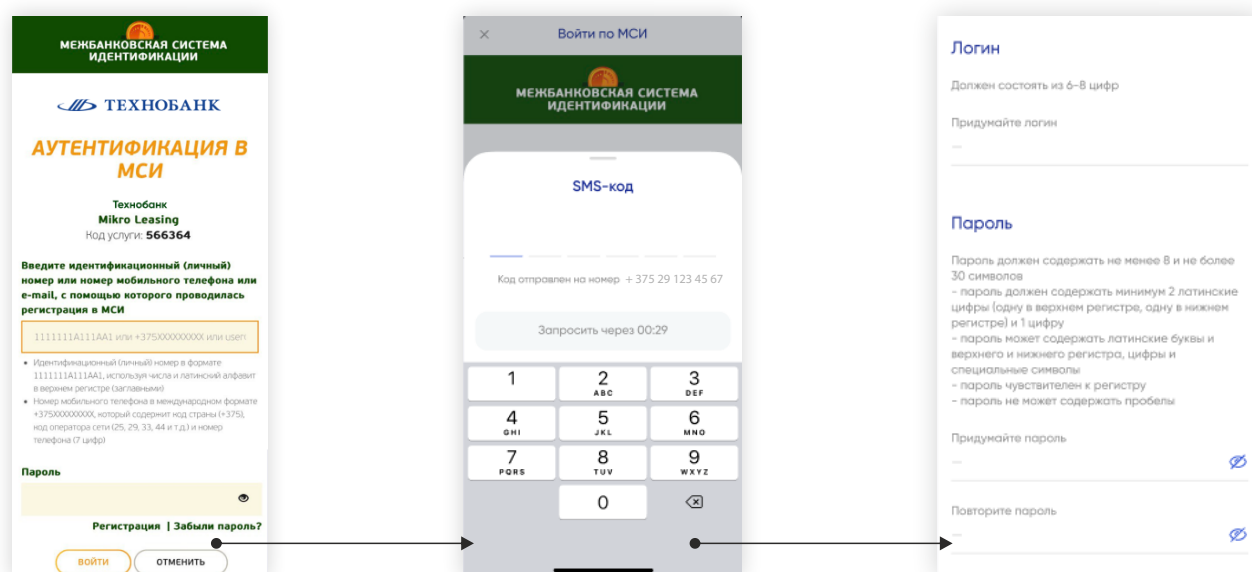 МЕЖБАНКОВСКАЯ СИСТЕМА
ИДЕНТИФИКАЦИИ
ТЕХНОБАНК
АУТЕНТИФИКАЦИЯ В
МСИ
Технобанк
Mikro Leasing
Код услуги: 566364
Введите идентификационный (личный)
номер или номер мобильного телефона или
e-mail, с помощью которого проводилась
регистрация в МСИ
1111111A111AA1 или +375XXXXXXXXX или usern
• Идентификационный (личный) номер в формате
1111111A111AA1, используя числа и латинский алфавит
в верхнем регистре (заглавными)
• Номер мобильного телефона в международном формате
+375XXXXXXXXX, который содержит код страны (+375),
код оператора сети (25, 29, 33, 44 и т.д.) и номер
телефона (7 цифр)
Пароль
Регистрация | Забыли пароль?
ВОЙТИ
ОТМЕНИТЬ
Войти по МСИ
МЕЖБАНКОВСКАЯ СИСТЕМА
ИДЕНТИФИКАЦИИ
SMS-код
Код отправлен на номер +375 29 123 45 67
Запросить через 00:29
1
2
ABC
3
DEF
4
GHI
5
JKL
6
MNO
7
PQRS
8
TUV
9
WXYZ
0
Логин
Должен состоять из 6–8 цифр
Придумайте логин
Пароль
Пароль должен содержать не менее 8 и не более
30 символов
– пароль должен содержать минимум 2 латинские
цифры (одну в верхнем регистре, одну в нижнем
регистре) и 1 цифру
– пароль может содержать латинские буквы и
верхнего и нижнего регистра, цифры и
специальные символы
– пароль чувствителен к регистру
– пароль не может содержать пробелы
Придумайте пароль
Повторите пароль